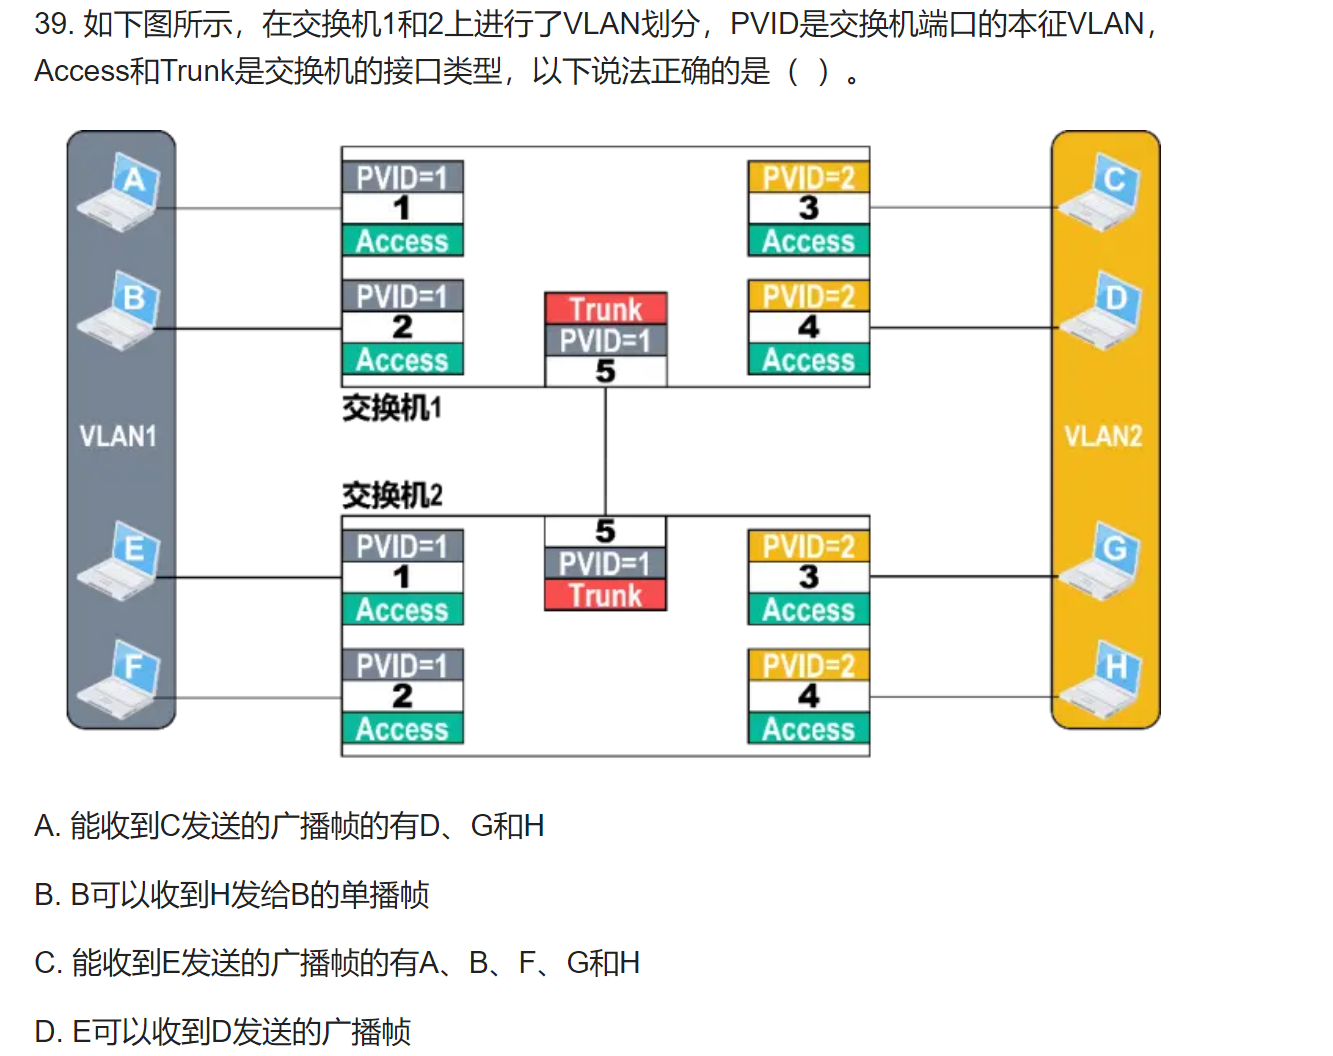 39. 如下图所示，在交换机1和2上进行了VLAN划分，PVID是交换机端口的本征VLAN，
Access和Trunk是交换机的接口类型，以下说法正确的是（ ）。
A
PVID=1
1
Access
PVID=2
3
Access
C
B
PVID=1
2
Access
Trunk
PVID=1
5
PVID=2
4
Access
D
交换机1
VLAN1
VLAN2
交换机2
E
PVID=1
1
Access
5
PVID=1
Trunk
PVID=2
3
Access
G
F
PVID=1
2
Access
PVID=2
4
Access
H
A. 能收到C发送的广播帧的有D、G和H
B. B可以收到H发给B的单播帧
C. 能收到E发送的广播帧的有A、B、F、G和H
D. E可以收到D发送的广播帧